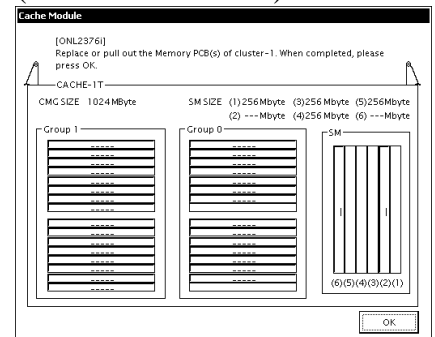 Cache Module
[ONL2376i]
Replace or pull out the Memory PCB(s) of cluster-1. When completed, please
press OK.
CACHE-1T
CMG SIZE 1024 MByte
SM SIZE (1)256 Mbyte (3)256 Mbyte (5)256Mbyte
(2) ---Mbyte (4)256 Mbyte (6) ---Mbyte
Group 1
-----
-----
-----
-----
-----
-----
-----
-----
-----
-----
Group 0
-----
-----
-----
-----
-----
-----
-----
-----
-----
-----
SM
(6)(5)(4)(3)(2)(1)
OK